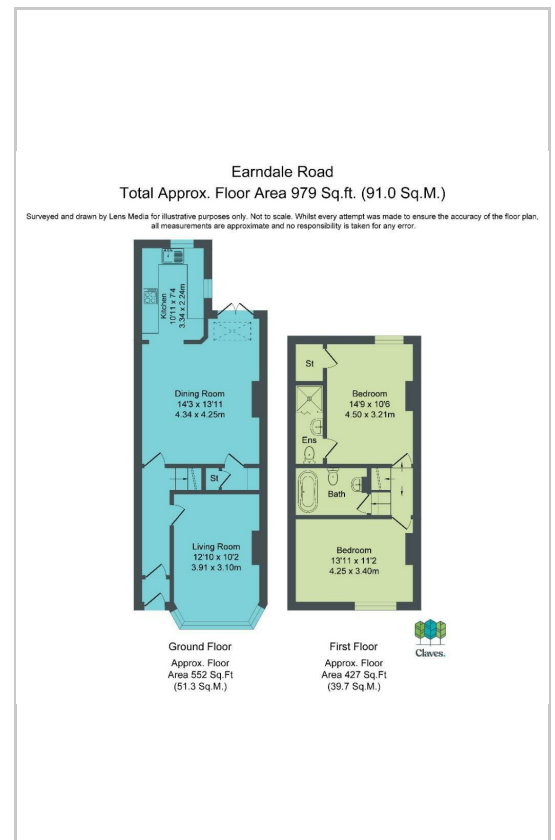 Earndale Road
Total Approx. Floor Area 979 Sq.ft. (91.0 Sq.M.)
Surveyed and drawn by Lens Media for illustrative purposes only. Not to scale. Whilst every attempt was made to ensure the accuracy of the floor plan,
all measurements are approximate and no responsibility is taken for any error.
Kitchen
10'11 x 7'4
3.34 x 2.24m
Dining Room
14'3 x 13'11
4.34 x 4.25m
St
Living Room
12'10 x 10'2
3.91 x 3.10m
St
Bedroom
14'9 x 10'6
4.50 x 3.21m
Ens
Bath
Bedroom
13'11 x 11'2
4.25 x 3.40m
Ground Floor
Approx. Floor
Area 552 Sq.Ft
(51.3 Sq.M.)
First Floor
Approx. Floor
Area 427 Sq.Ft
(39.7 Sq.M.)
Claves.